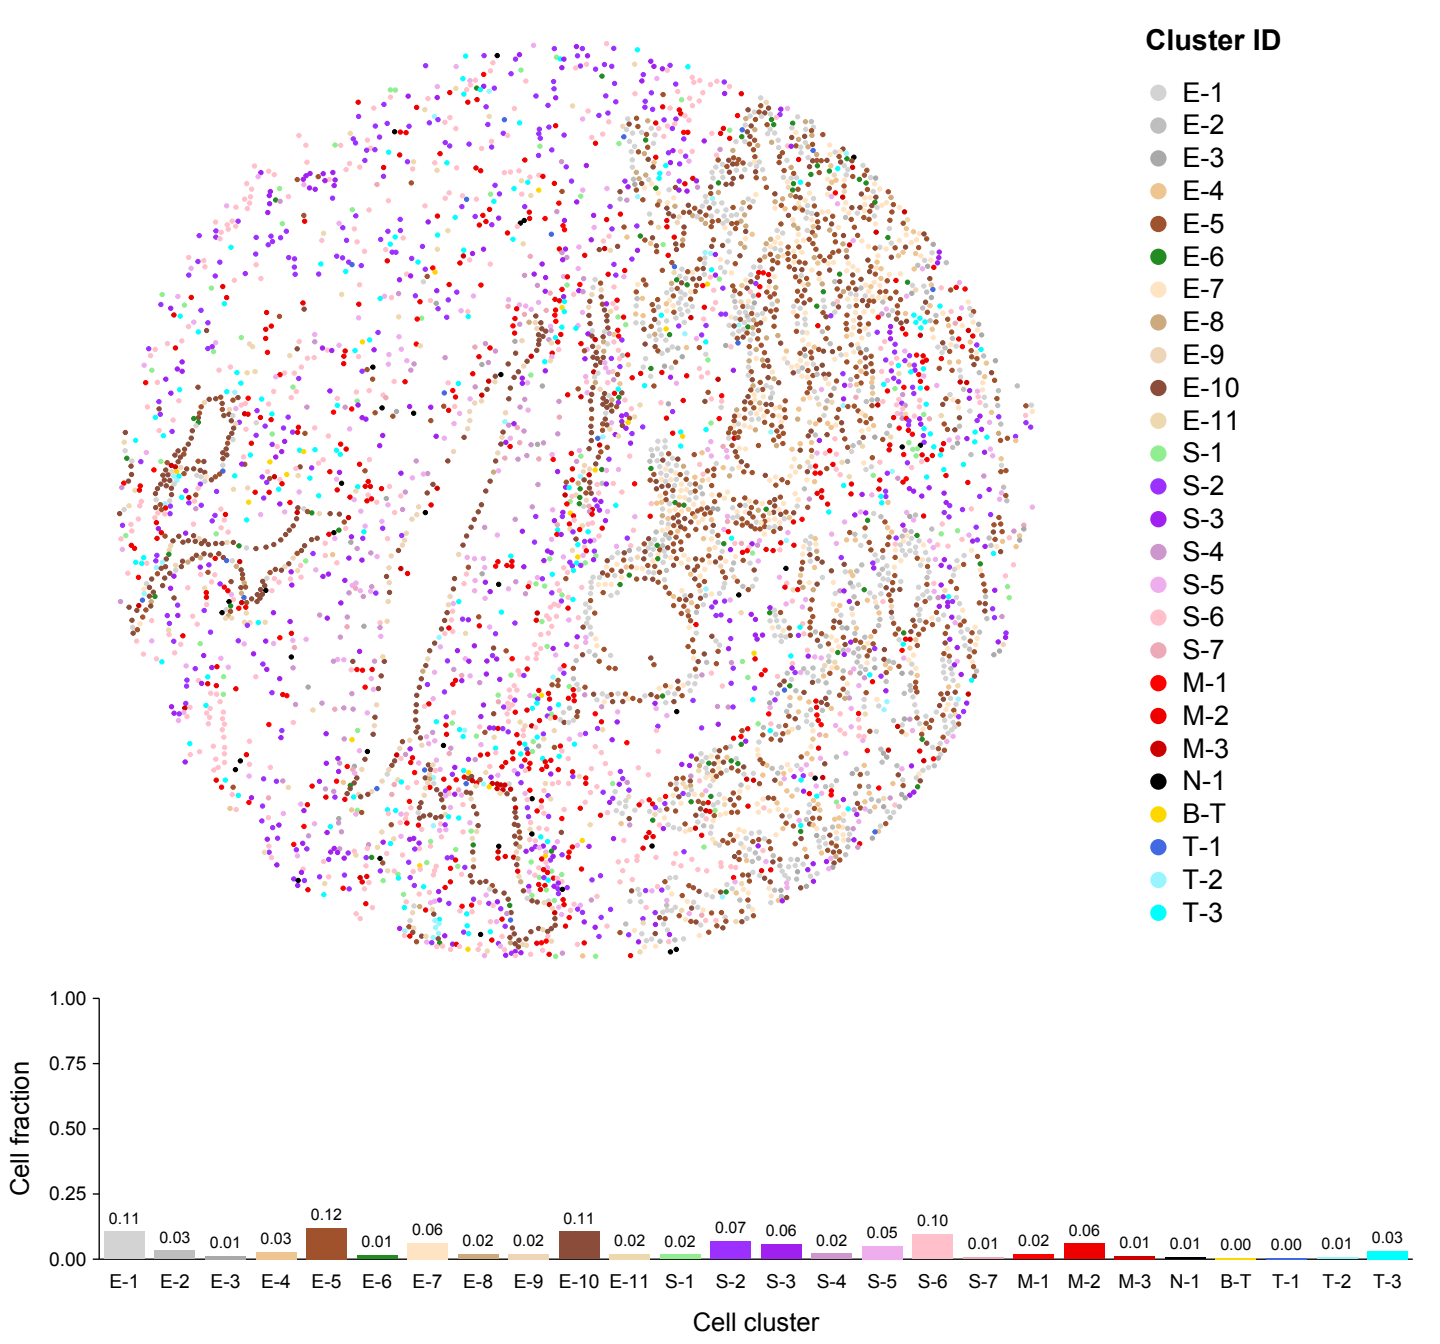 Cluster ID
E-1
E-2
E-3
E-4
E-5
E-6
E-7
E-8
E-9
E-10
E-11
S-1
S-2
S-3
S-4
S-5
S-6
S-7
M-1
M-2
M-3
N-1
B-T
T-1
T-2
T-3
1.00
0.75
0.50
0.25
0.00
Cell fraction
0.11 0.03 0.01 0.03 0.12 0.01 0.06 0.02 0.02 0.11 0.02 0.02 0.07 0.06 0.02 0.05 0.10 0.01 0.02 0.06 0.01 0.01 0.00 0.00 0.01 0.03
E-1 E-2 E-3 E-4 E-5 E-6 E-7 E-8 E-9 E-10 E-11 S-1 S-2 S-3 S-4 S-5 S-6 S-7 M-1 M-2 M-3 N-1 B-T T-1 T-2 T-3
Cell cluster